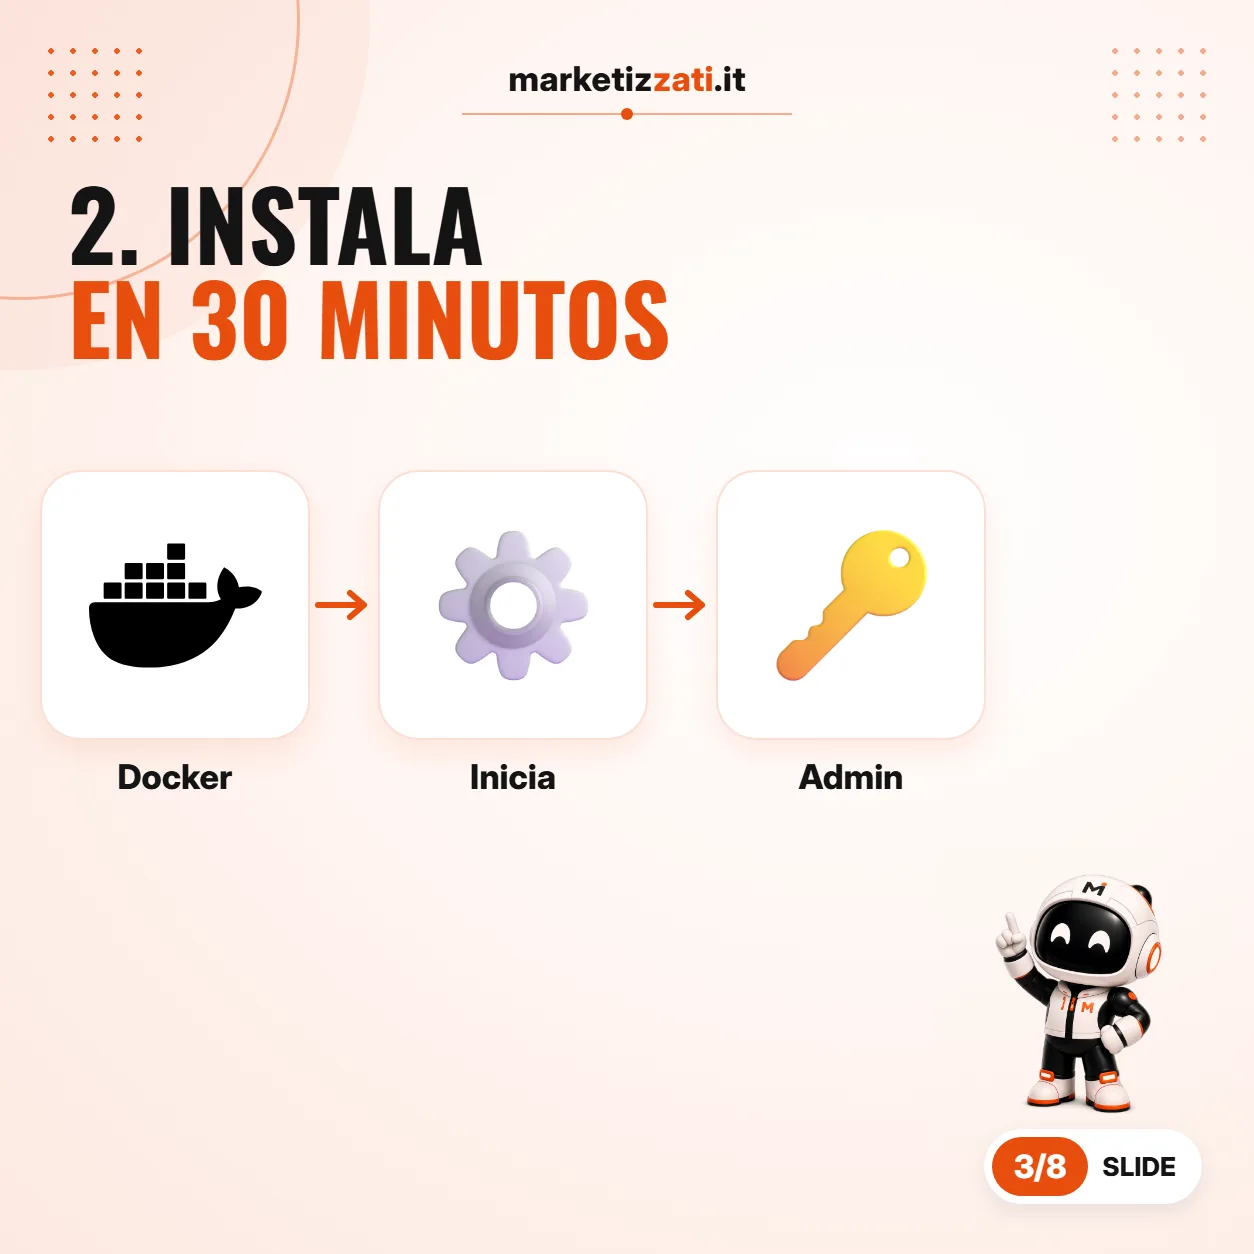 marketizzati.it
2. INSTALA
EN 30 MINUTOS
Docker
Inicia
Admin
M
M
3/8 SLIDE